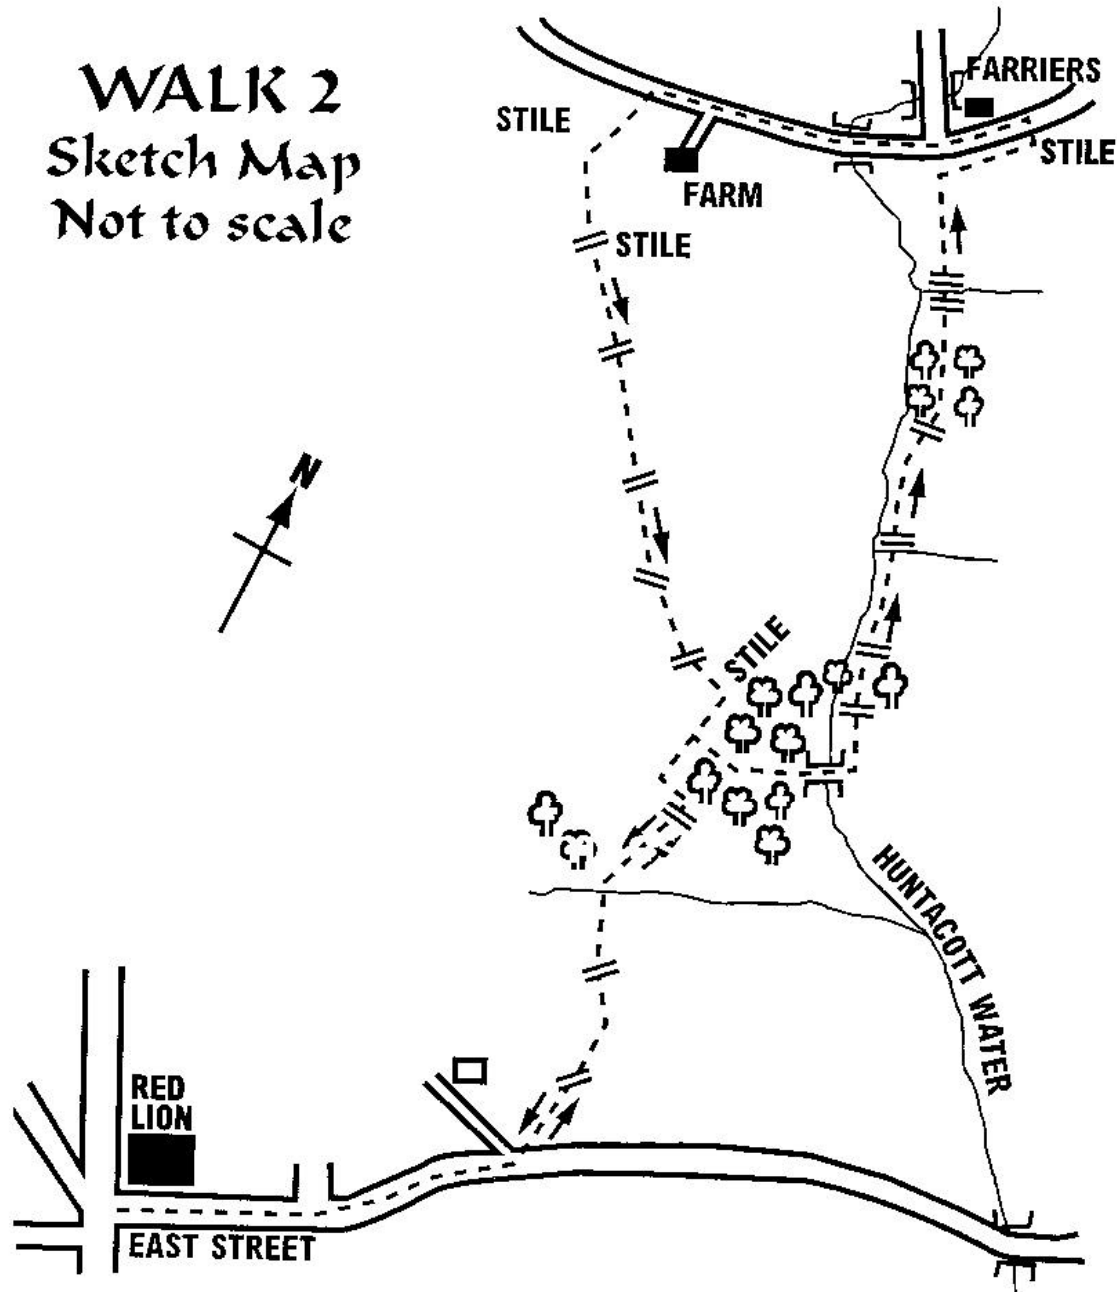 WALK 2
Sketch Map
Not to scale
STILE
FARRIERS
STILE
FARM
STILE
N
STILE
HUNTACOTT WATER
RED
LION
EAST STREET